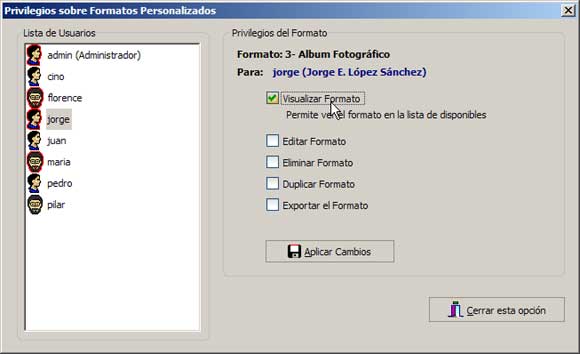 Privilegios sobre Formatos Personalizados
Lista de Usuarios
admin (Administrador)
cino
florence
jorge
juan
maria
pedro
pilar
Privilegios del Formato
Formato: 3- Album Fotográfico
Para: jorge (Jorge E. López Sánchez)
Visualizar Formato
Permite ver el formato en la lista de disponibles
Editar Formato
Eliminar Formato
Duplicar Formato
Exportar el Formato
Aplicar Cambios
Cerrar esta opción